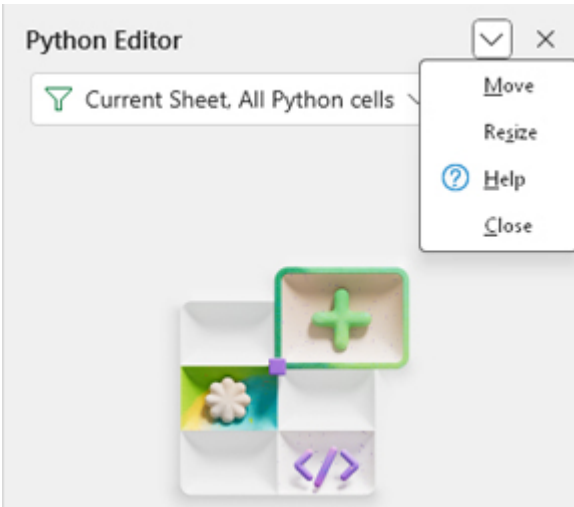 Python Editor
Current Sheet, All Python cells
Move
Resize
Help
Close